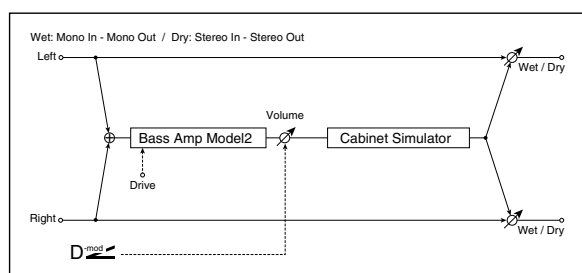 Wet: Mono In - Mono Out / Dry: Stereo In - Stereo Out
Left
Wet / Dry
Volume
Bass Amp Model2
Cabinet Simulator
Drive
Right
Wet / Dry
D-mod